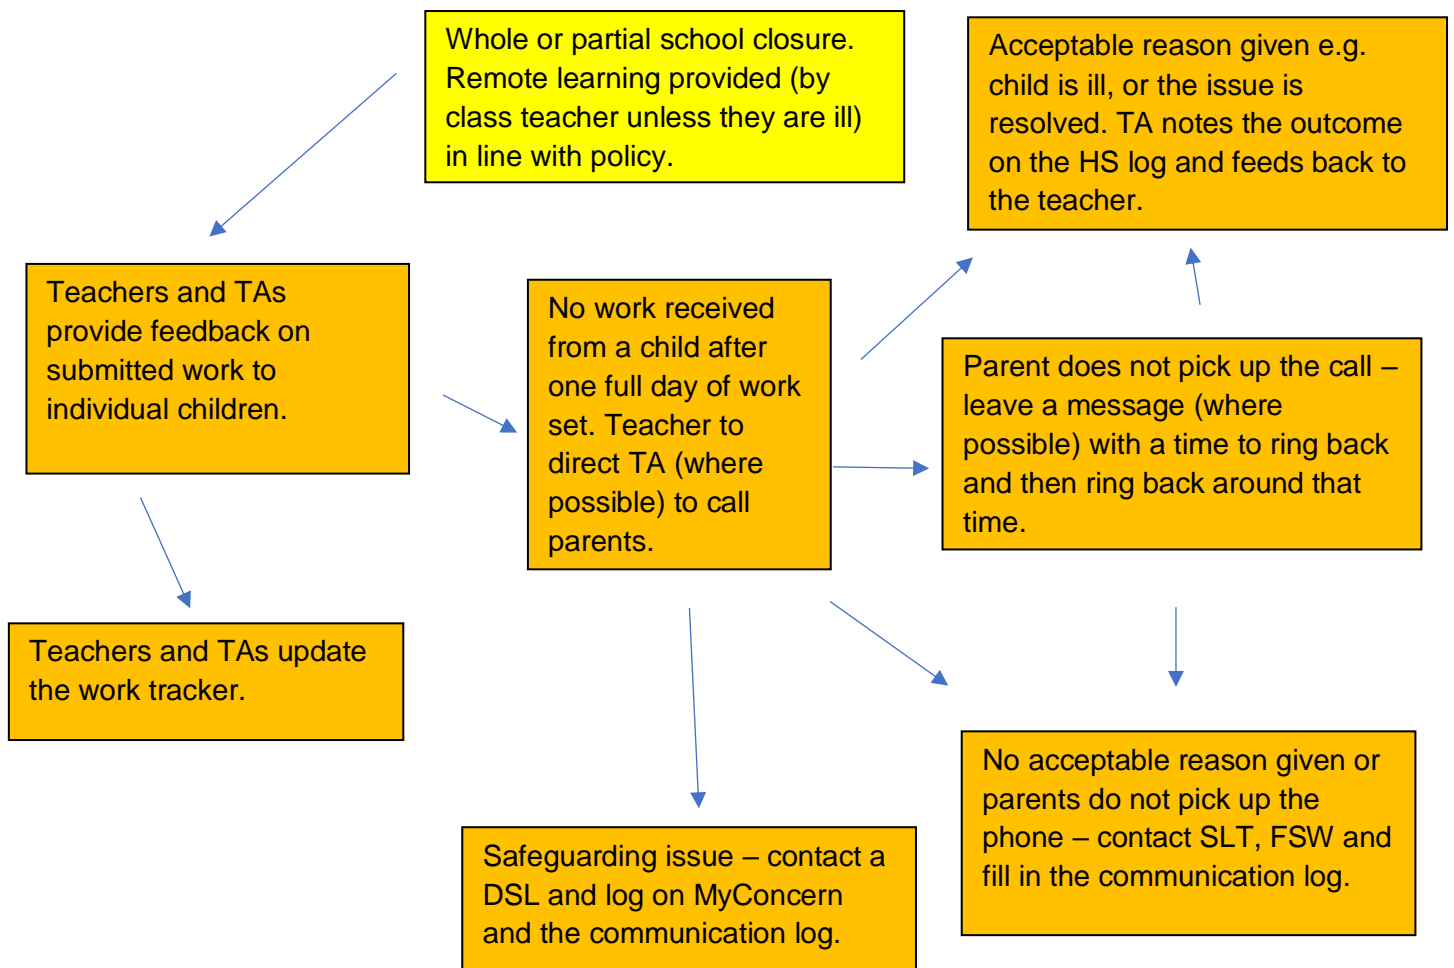 Whole or partial school closure.
Remote learning provided (by
class teacher unless they are ill)
in line with policy.
Acceptable reason given e.g.
child is ill, or the issue is
resolved. TA notes the outcome
on the HS log and feeds back to
the teacher.
Teachers and TAs
provide feedback on
submitted work to
individual children.
No work received
from a child after
one full day of work
set. Teacher to
direct TA (where
possible) to call
parents.
Parent does not pick up the call –
leave a message (where
possible) with a time to ring back
and then ring back around that
time.
Teachers and TAs update
the work tracker.
Safeguarding issue – contact a
DSL and log on MyConcern
and the communication log.
No acceptable reason given or
parents do not pick up the
phone – contact SLT, FSW and
fill in the communication log.